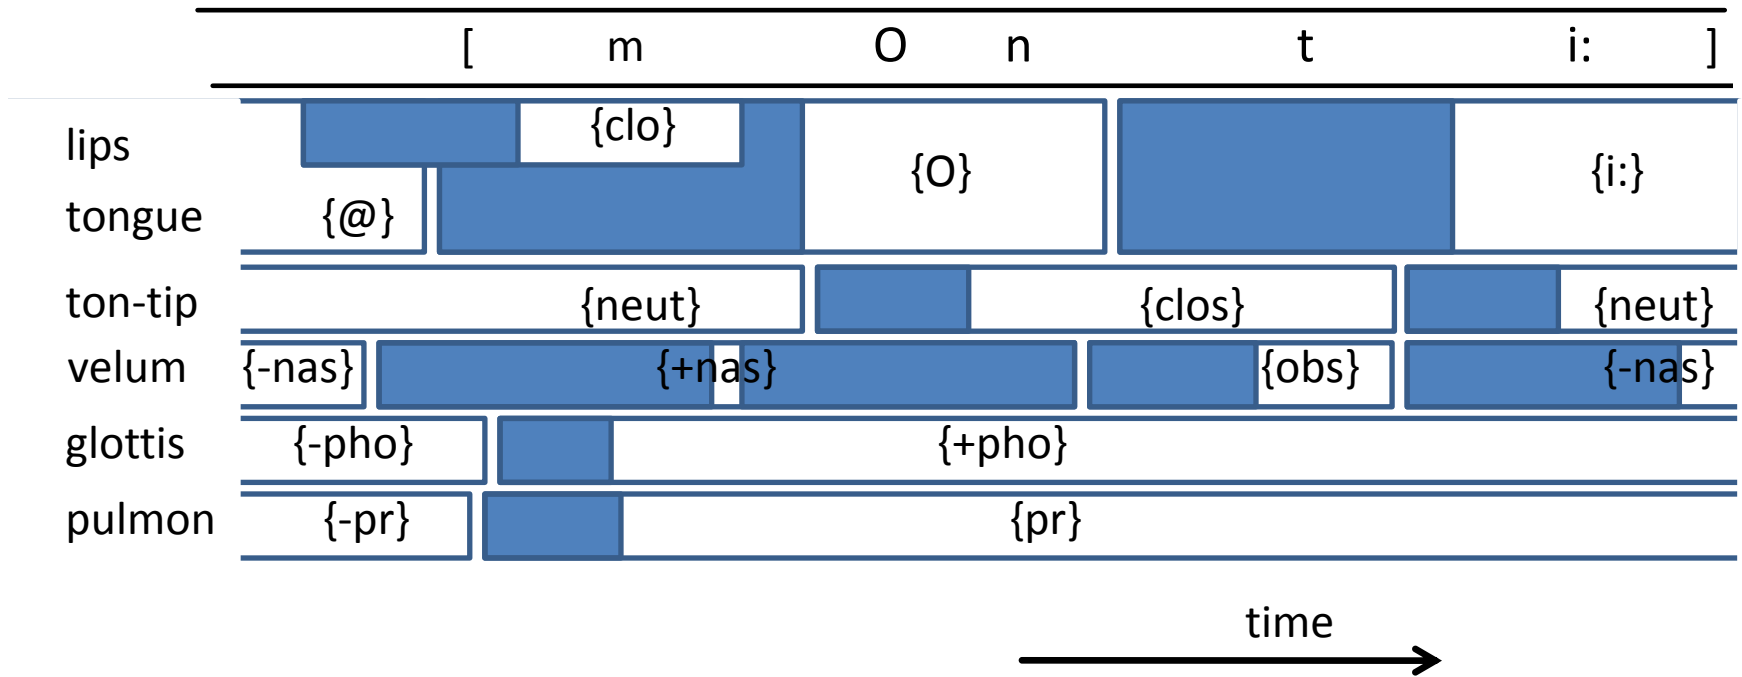 [ m O n t i: ]
lips {clo} {O} {i:}
tongue {@}
ton-tip {neut} {clos} {neut}
velum {-nas} {+nas} {obs} {-nas}
glottis {-pho} {+pho}
pulmon {-pr} {pr}
time